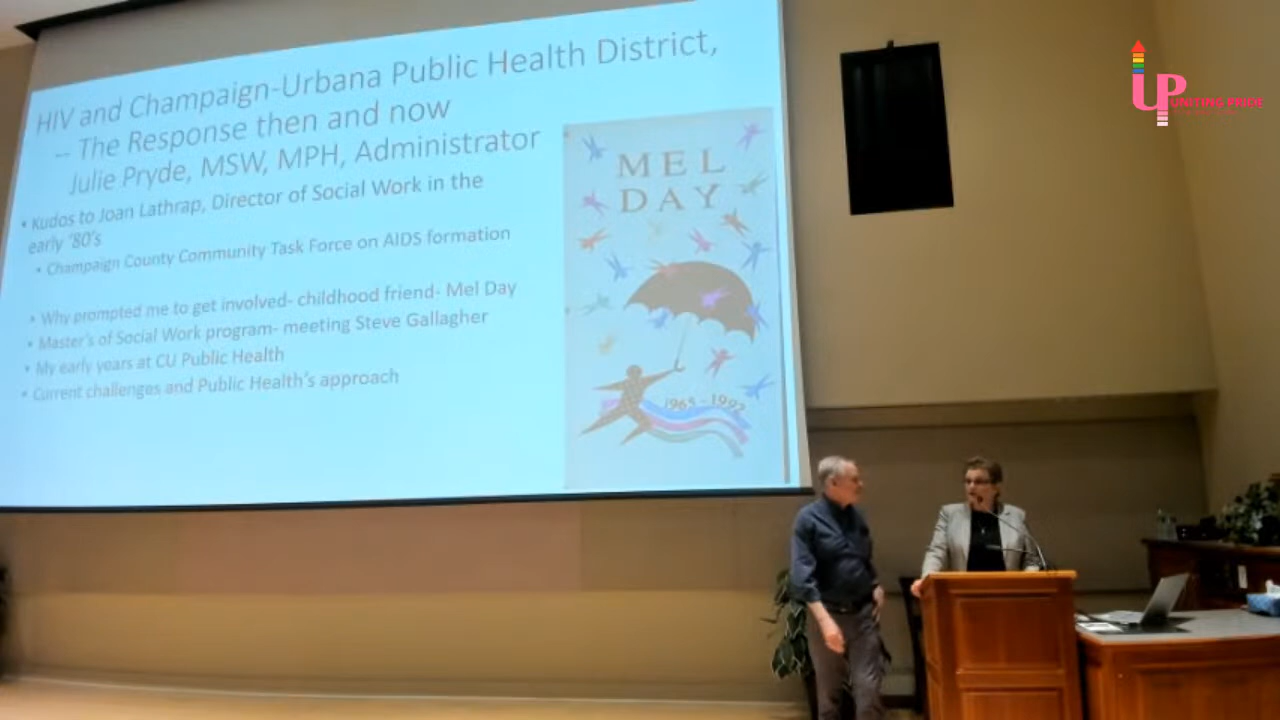 HIV and Champaign-Urbana Public Health District,
– The Response then and now
Julie Pryde, MSW, MPH, Administrator
• Kudos to Joan Lathrap, Director of Social Work in the
early '80's
• Champaign County Community Task Force on AIDS formation
• Why prompted me to get involved- childhood friend- Mel Day
• Master's of Social Work program- meeting Steve Gallagher
• My early years at CU Public Health
• Current challenges and Public Health's approach
MEL
DAY
1965 - 1992
UP
UNITING PRIDE